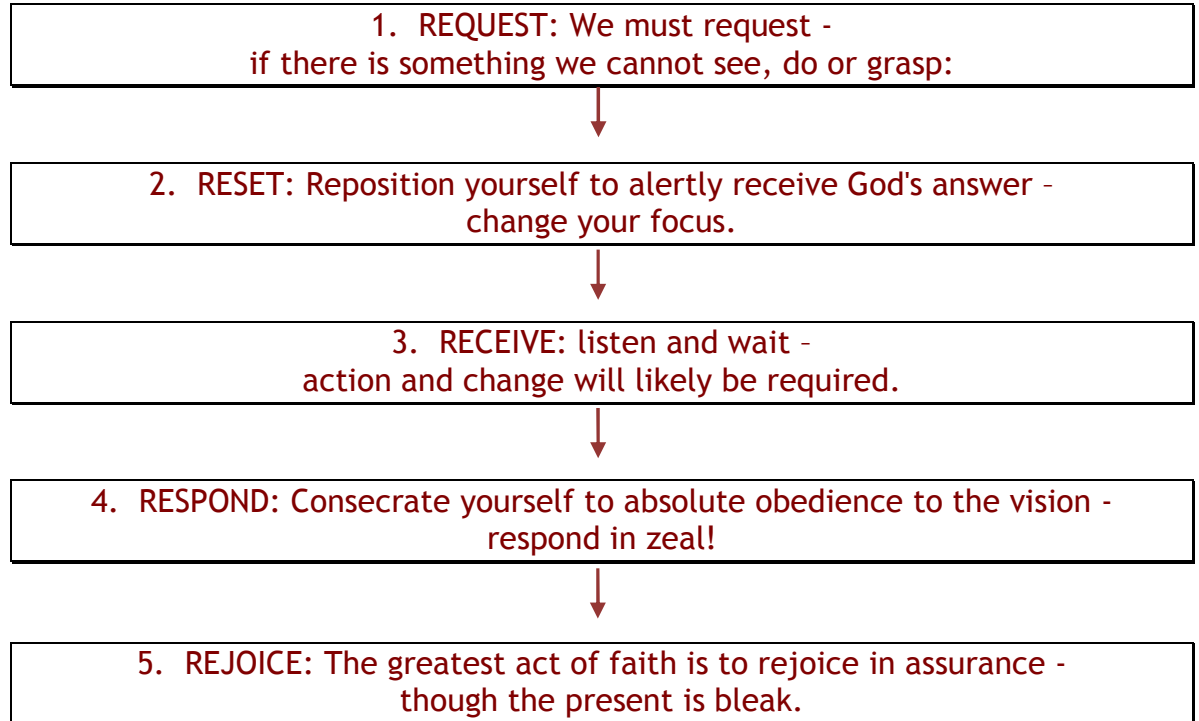 1. REQUEST: We must request -
if there is something we cannot see, do or grasp:
2. RESET: Reposition yourself to alertly receive God's answer –
change your focus.
3. RECEIVE: listen and wait –
action and change will likely be required.
4. RESPOND: Consecrate yourself to absolute obedience to the vision -
respond in zeal!
5. REJOICE: The greatest act of faith is to rejoice in assurance -
though the present is bleak.